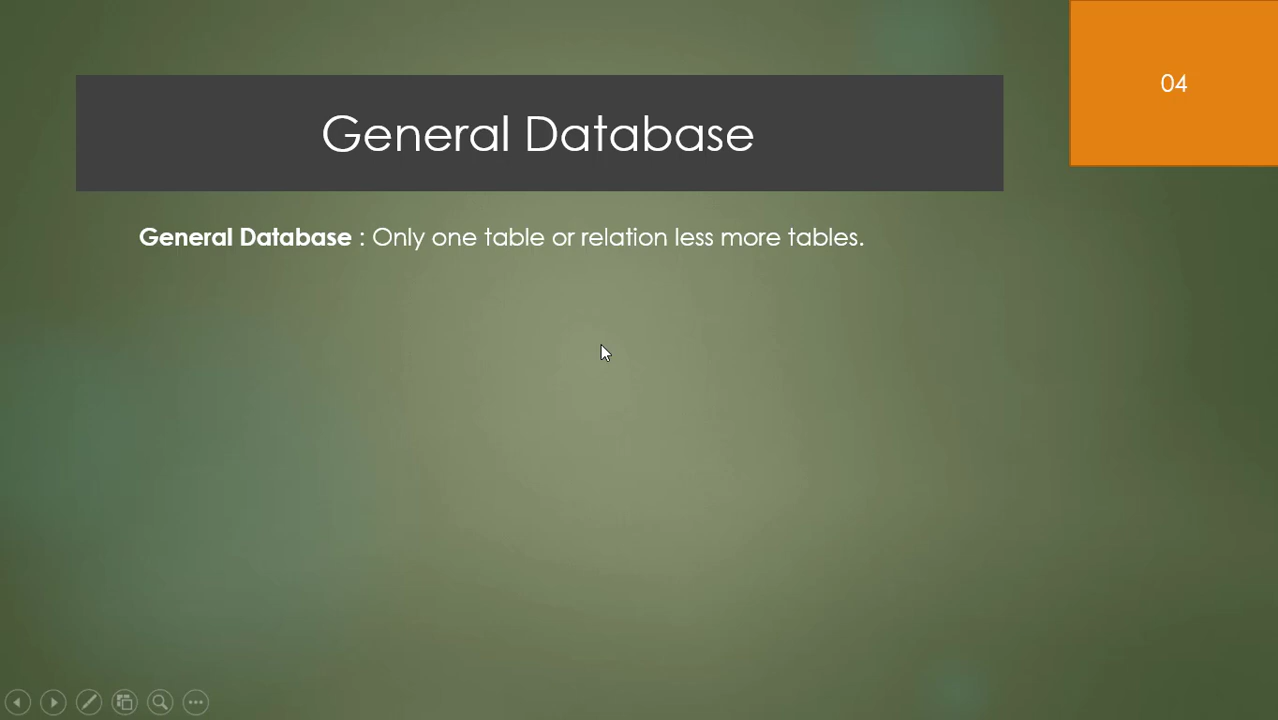 04
General Database
General Database : Only one table or relation less more tables.